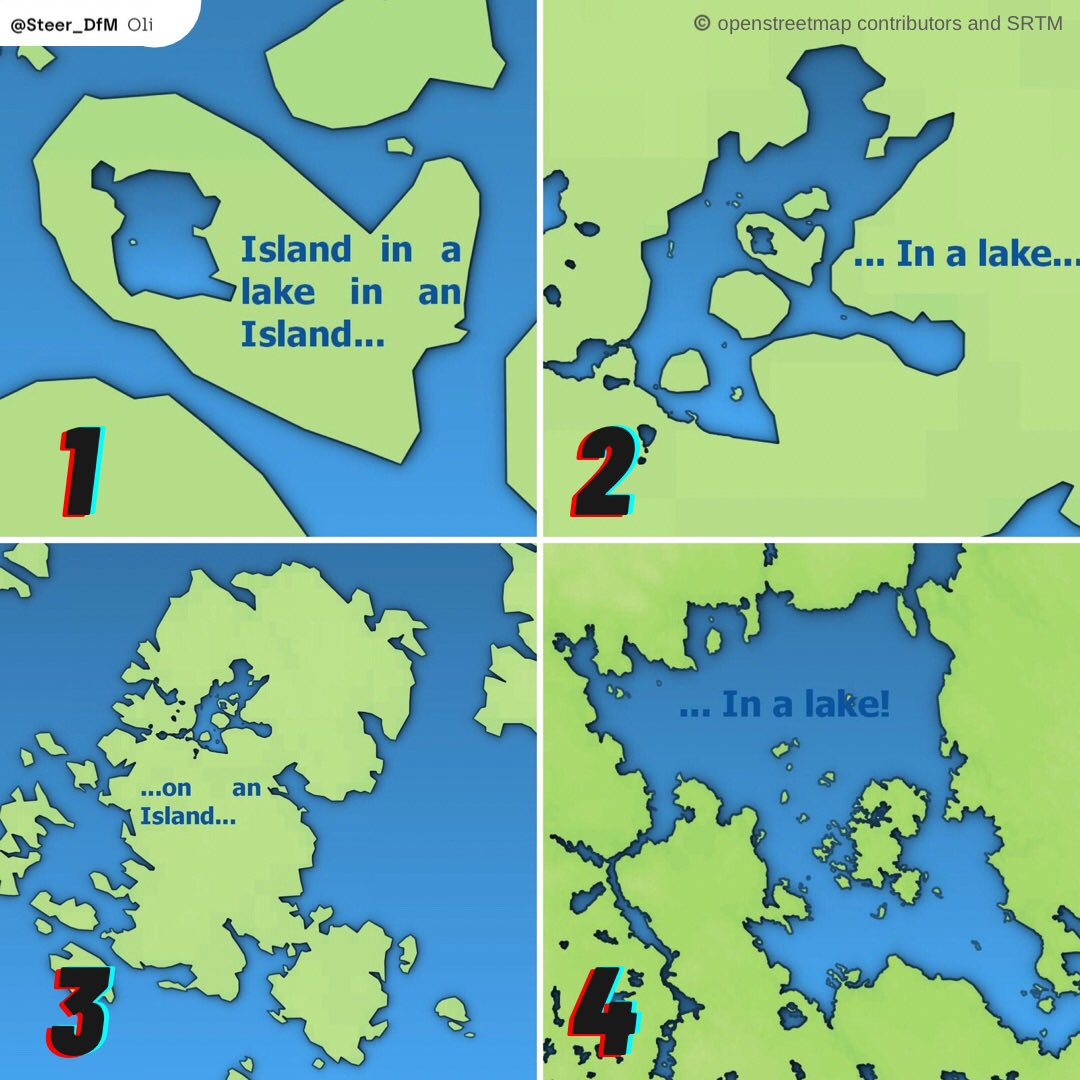 @Steer_DfM Oli
© openstreetmap contributors and SRTM
Island in a
lake in an
Island...
1
... In a lake...
2
...on an
Island...
3
... In a lake!
4